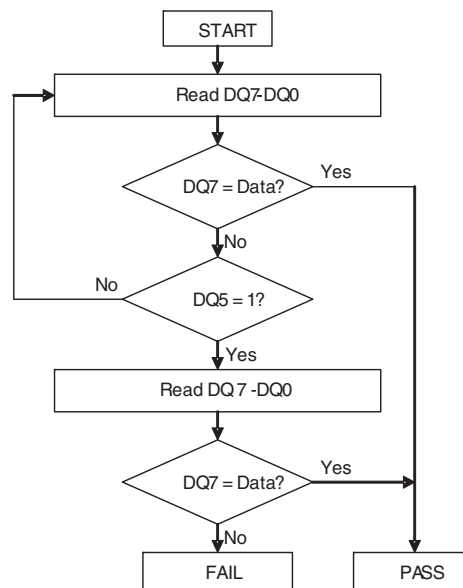 START
Read DQ7-DQ0
DQ7 = Data?
Yes
No
No
DQ5 = 1?
Yes
Read DQ 7 -DQ0
DQ7 = Data?
Yes
No
FAIL
PASS